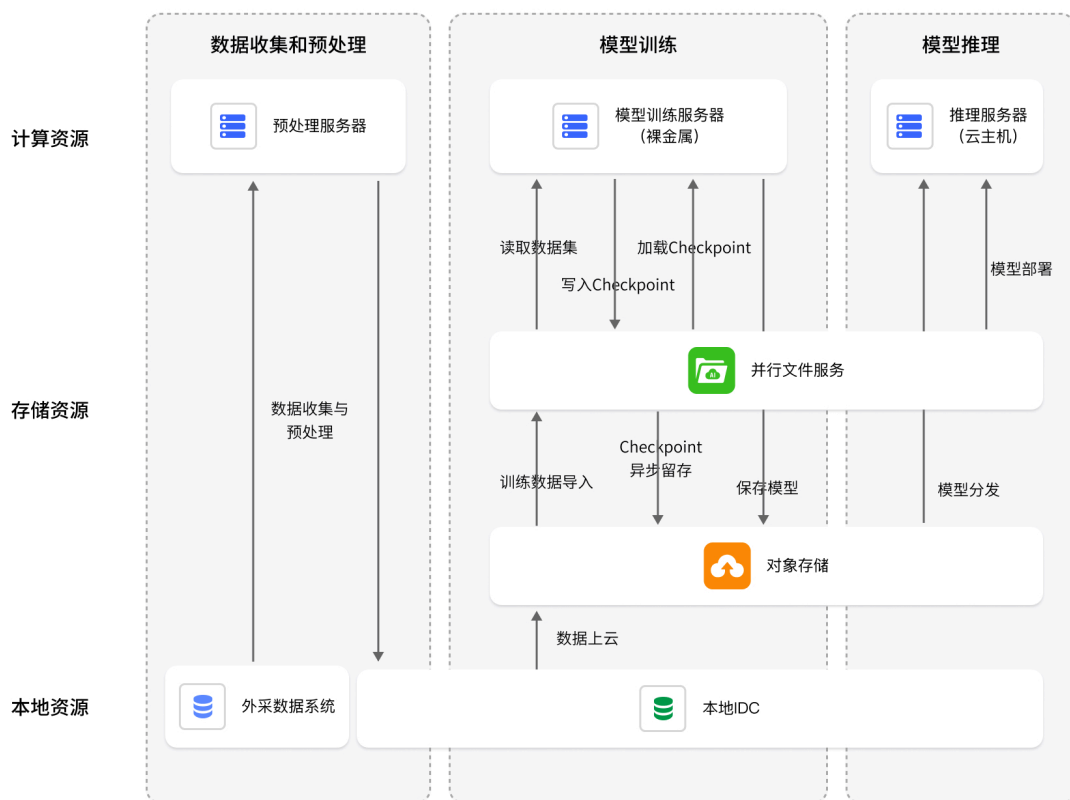 数据收集和预处理
模型训练
模型推理
计算资源
预处理服务器
模型训练服务器
（裸金属）
推理服务器
（云主机）
读取数据集
加载Checkpoint
写入Checkpoint
模型部署
存储资源
并行文件服务
数据收集与
预处理
Checkpoint
异步留存
训练数据导入
保存模型
模型分发
对象存储
数据上云
本地资源
外采数据系统
本地IDC